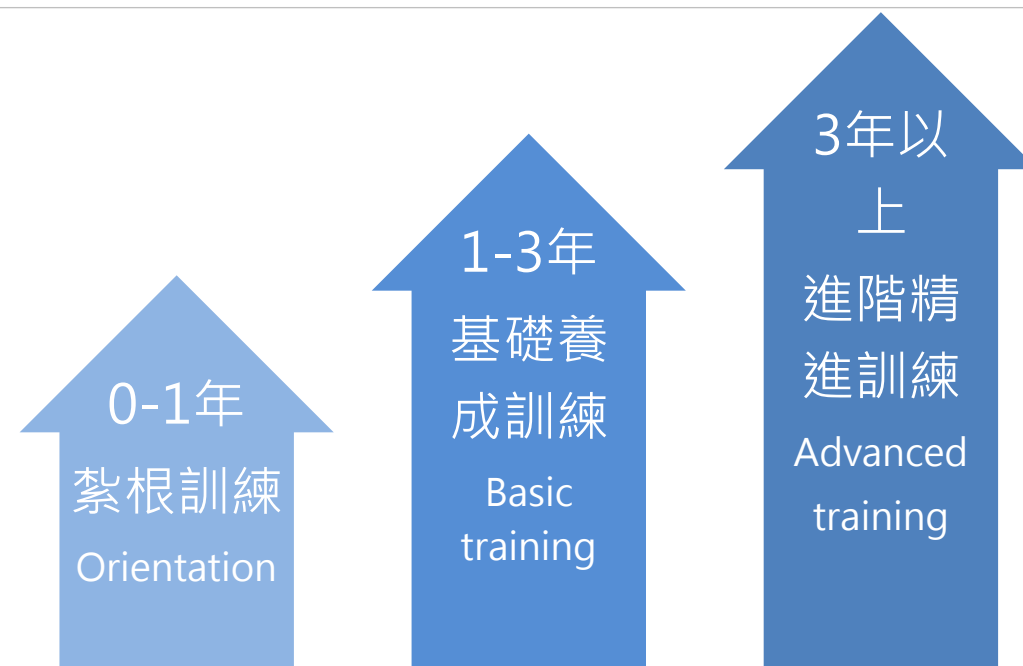 0-1年
紮根訓練
Orientation
1-3年
基礎養
成訓練
Basic
training
3年以
上
進階精
進訓練
Advanced
training